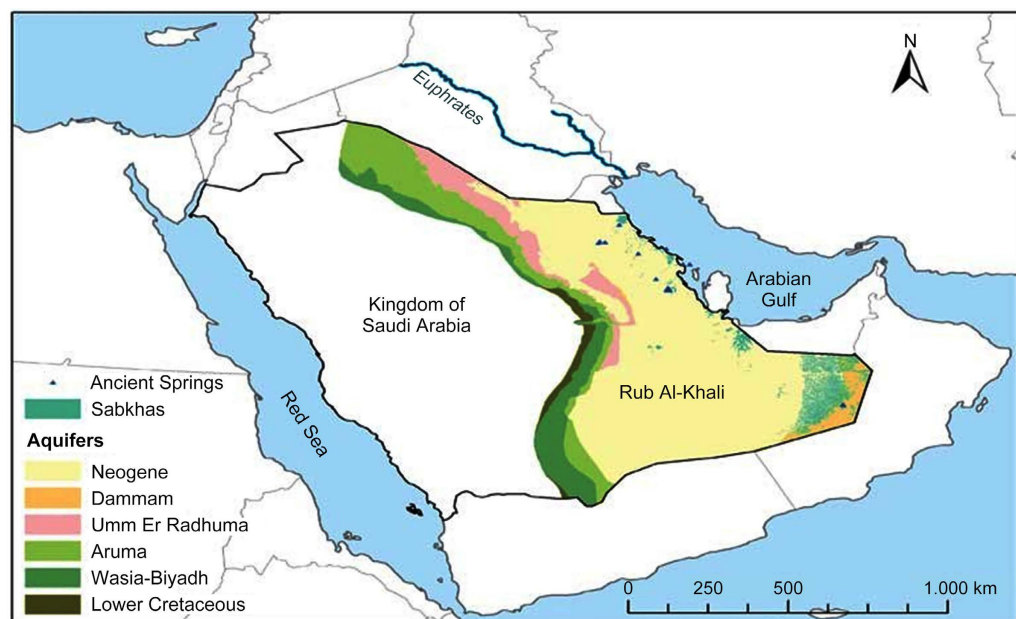 N
Euphrates
Arabian
Gulf
Kingdom of
Saudi Arabia
Rub Al-Khali
Red Sea
Ancient Springs
Sabkhas
Aquifers
Neogene
Dammam
Umm Er Radhuma
Aruma
Wasia-Biyadh
Lower Cretaceous
0 250 500 1.000 km